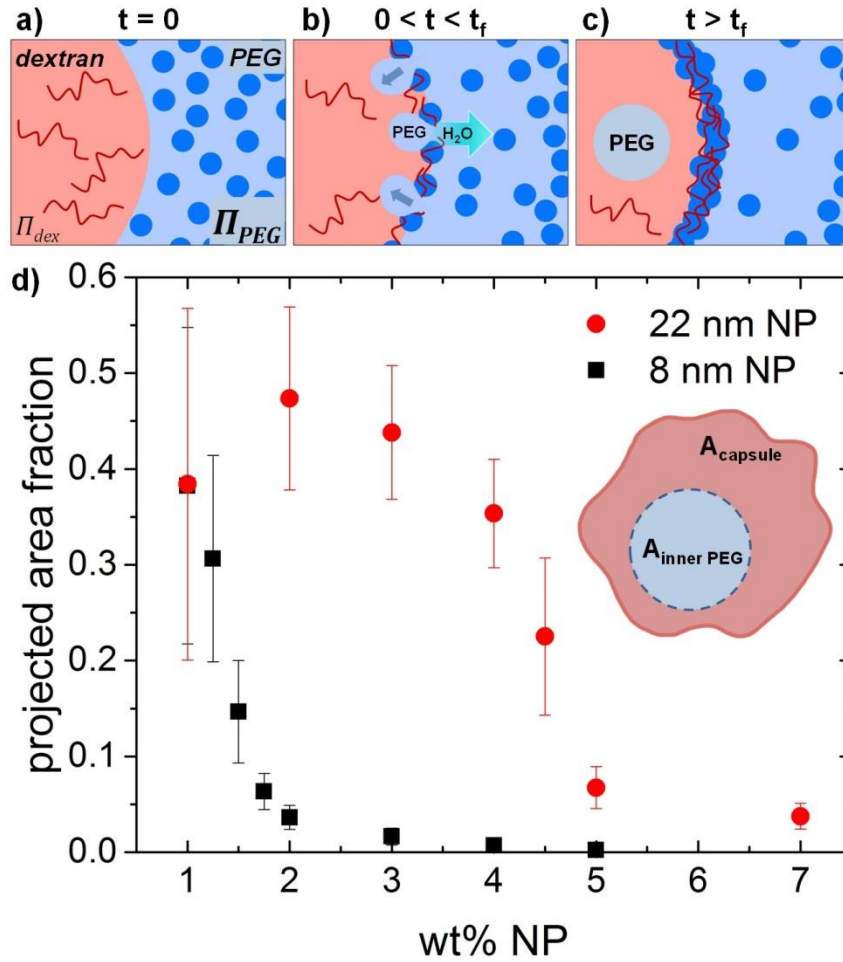 a) t = 0
b) 0 < t < t_f
c) t > t_f
dextran PEG
Π_dex Π_PEG
PEG H₂O
PEG
d)
projected area fraction
0.6
0.5
0.4
0.3
0.2
0.1
0.0
22 nm NP
8 nm NP
A_capsule
A_inner PEG
1 2 3 4 5 6 7
wt% NP